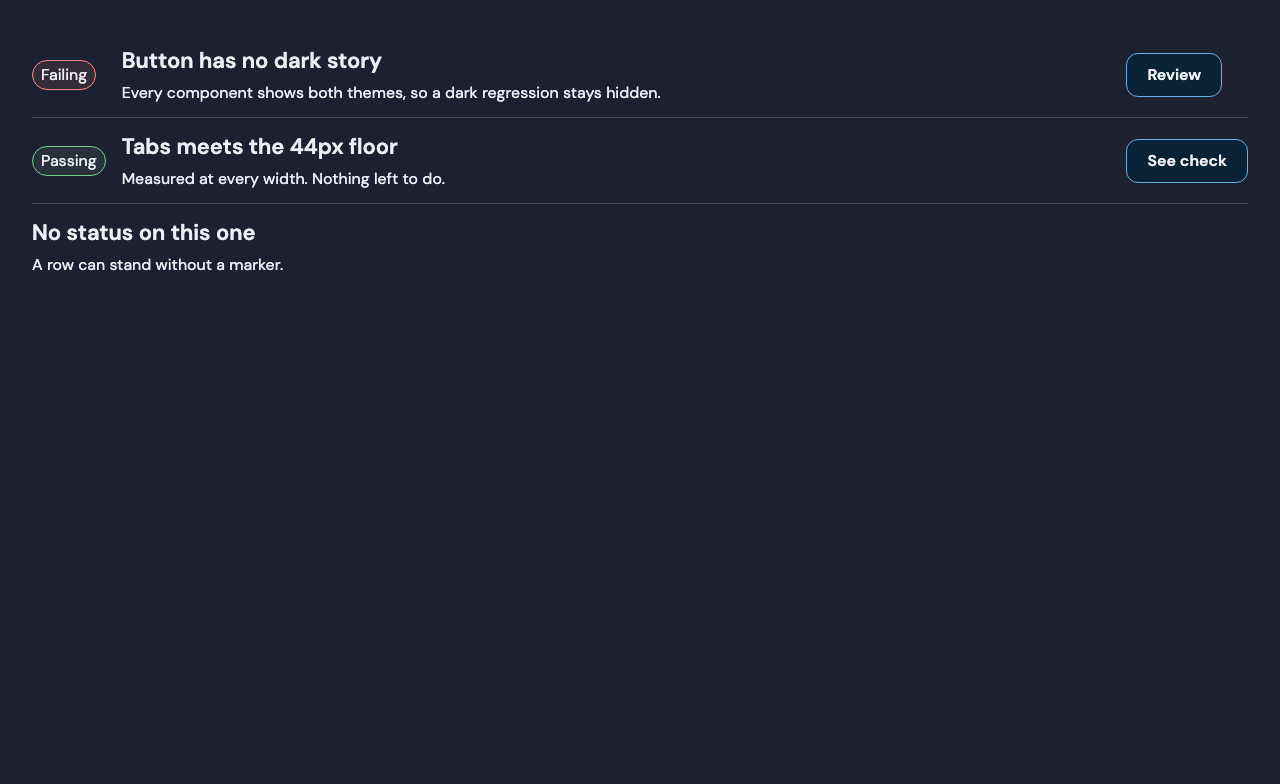 Failing
Button has no dark story
Every component shows both themes, so a dark regression stays hidden.
Review
Passing
Tabs meets the 44px floor
Measured at every width. Nothing left to do.
See check
No status on this one
A row can stand without a marker.